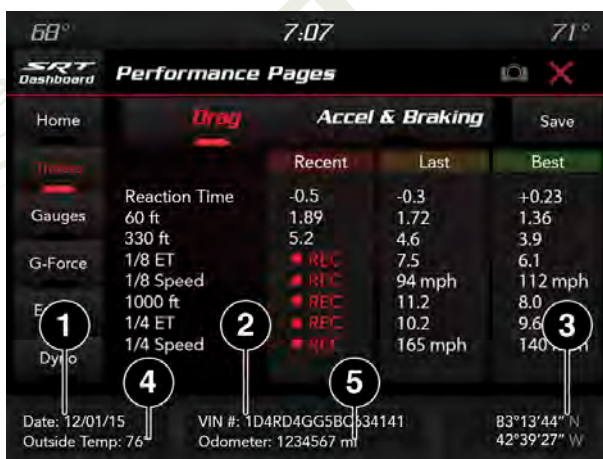 68° 7:07 71°
SRT Dashboard Performance Pages
Home Drag Accel & Braking Save
Timers Recent Last Best
Reaction Time -0.5 -0.3 +0.23
Gauges 60 ft 1.89 1.72 1.36
330 ft 5.2 4.6 3.9
G-Force 1/8 ET REC 7.5 6.1
1/8 Speed REC 94 mph 112 mph
1000 ft REC 11.2 8.0
1/4 ET REC 10.2 9.6
Dyno 1/4 Speed REC 165 mph 140
1 2 3
4 5
Date: 12/01/15 VIN #: 83°13'44" N
Outside Temp: 76° Odometer: 1234567 mi 42°39'27" W